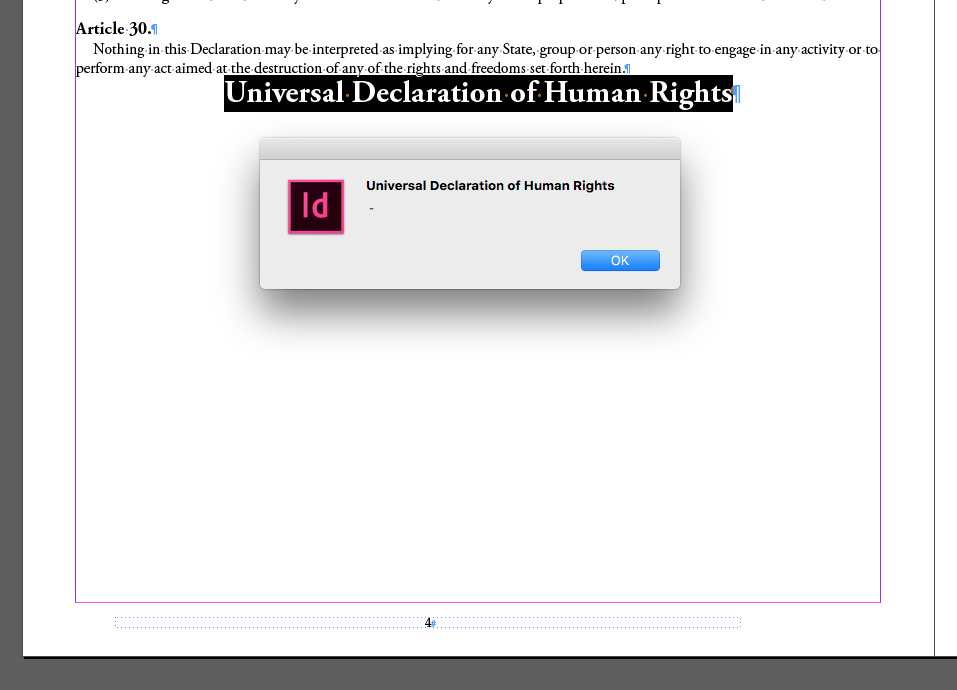 Article 30.¶
Nothing in this Declaration may be interpreted as implying for any State, group or person any right to engage in any activity or to
perform any act aimed at the destruction of any of the rights and freedoms set forth herein.¶
Universal Declaration of Human Rights¶
Id
Universal Declaration of Human Rights
-
OK
4#